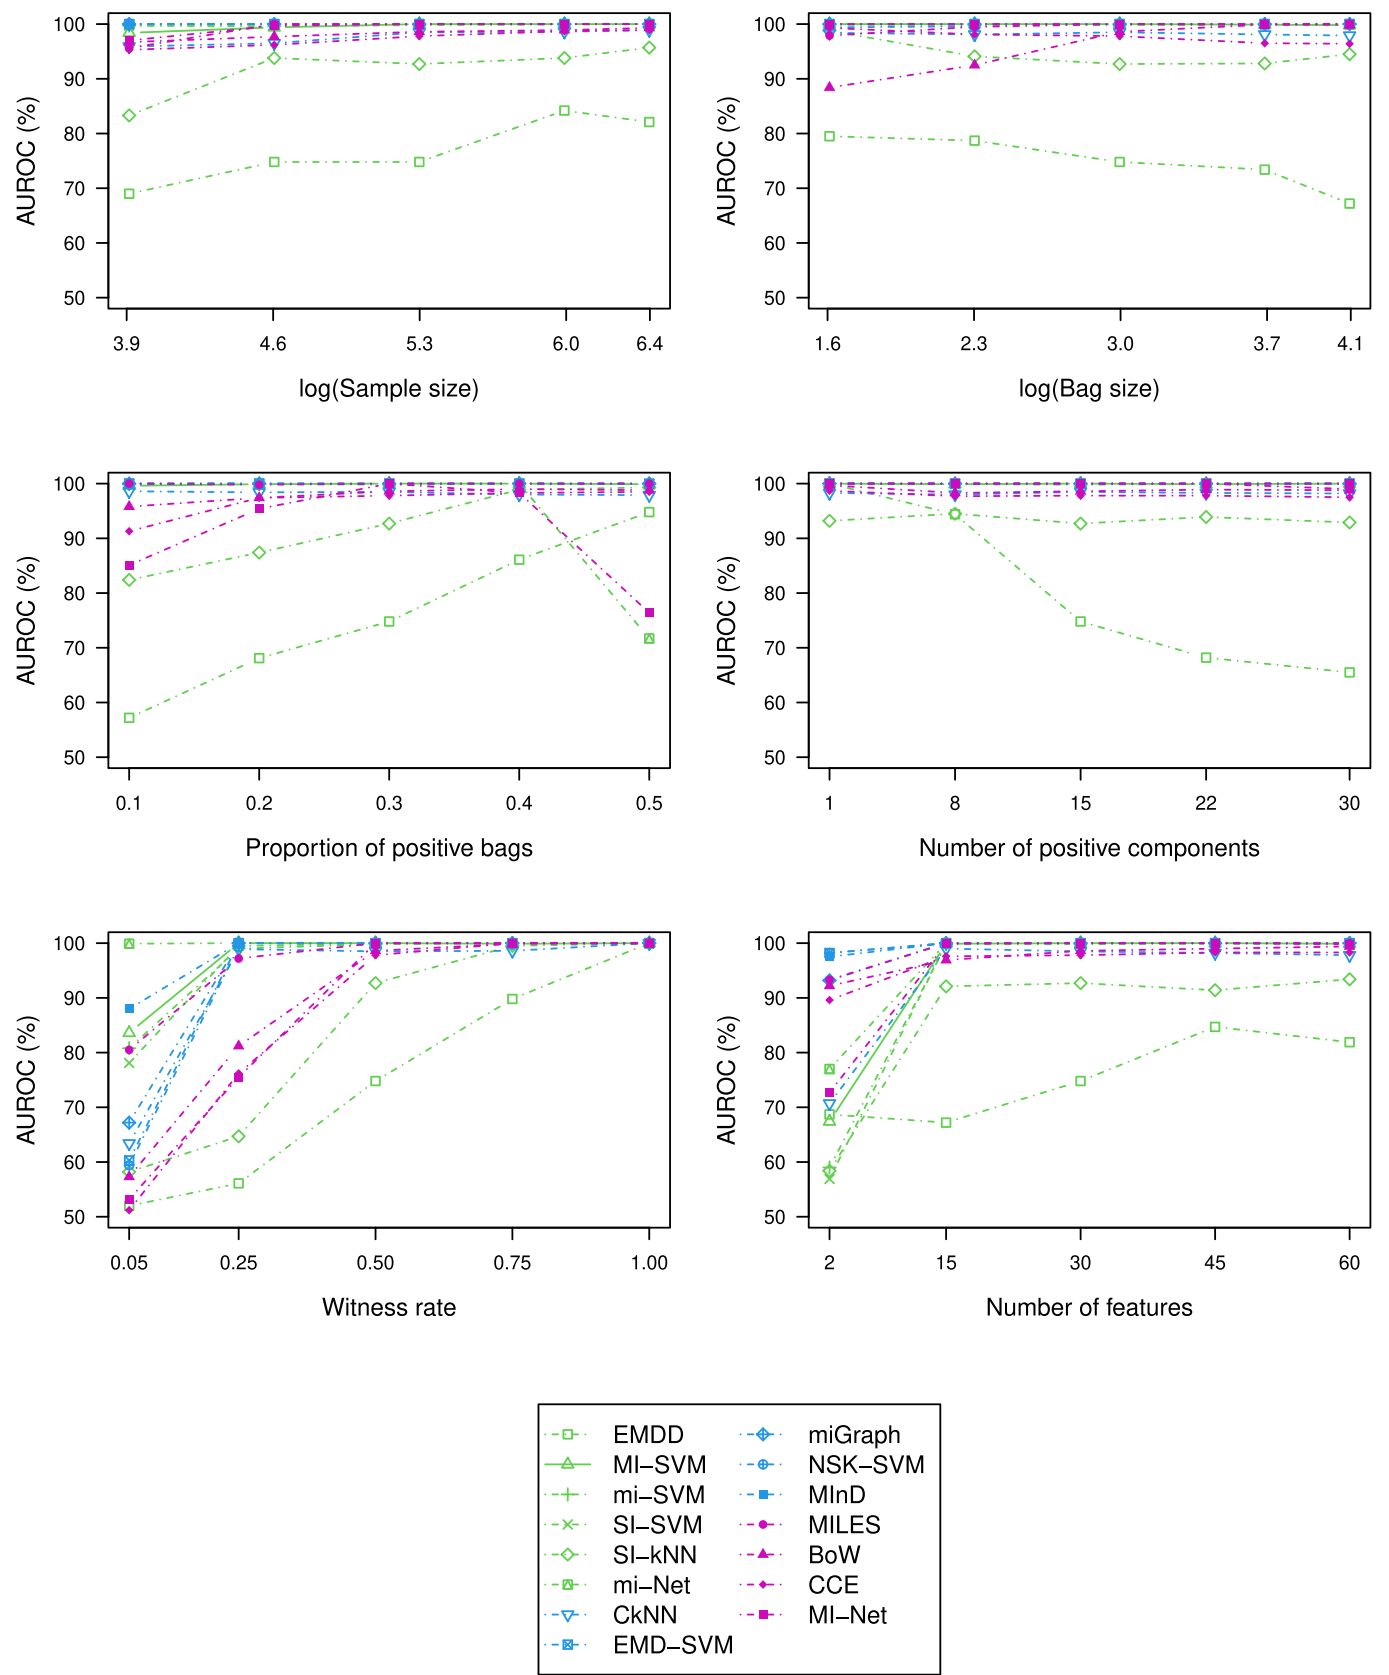 100
90
80
70
60
50
AUROC (%)
3.9 4.6 5.3 6.0 6.4
log(Sample size)
100
90
80
70
60
50
AUROC (%)
1.6 2.3 3.0 3.7 4.1
log(Bag size)
100
90
80
70
60
50
AUROC (%)
0.1 0.2 0.3 0.4 0.5
Proportion of positive bags
100
90
80
70
60
50
AUROC (%)
1 8 15 22 30
Number of positive components
100
90
80
70
60
50
AUROC (%)
0.05 0.25 0.50 0.75 1.00
Witness rate
100
90
80
70
60
50
AUROC (%)
2 15 30 45 60
Number of features
EMDD
MI−SVM
mi−SVM
SI−SVM
SI−kNN
mi−Net
CkNN
EMD−SVM
miGraph
NSK−SVM
MInD
MILES
BoW
CCE
MI−Net